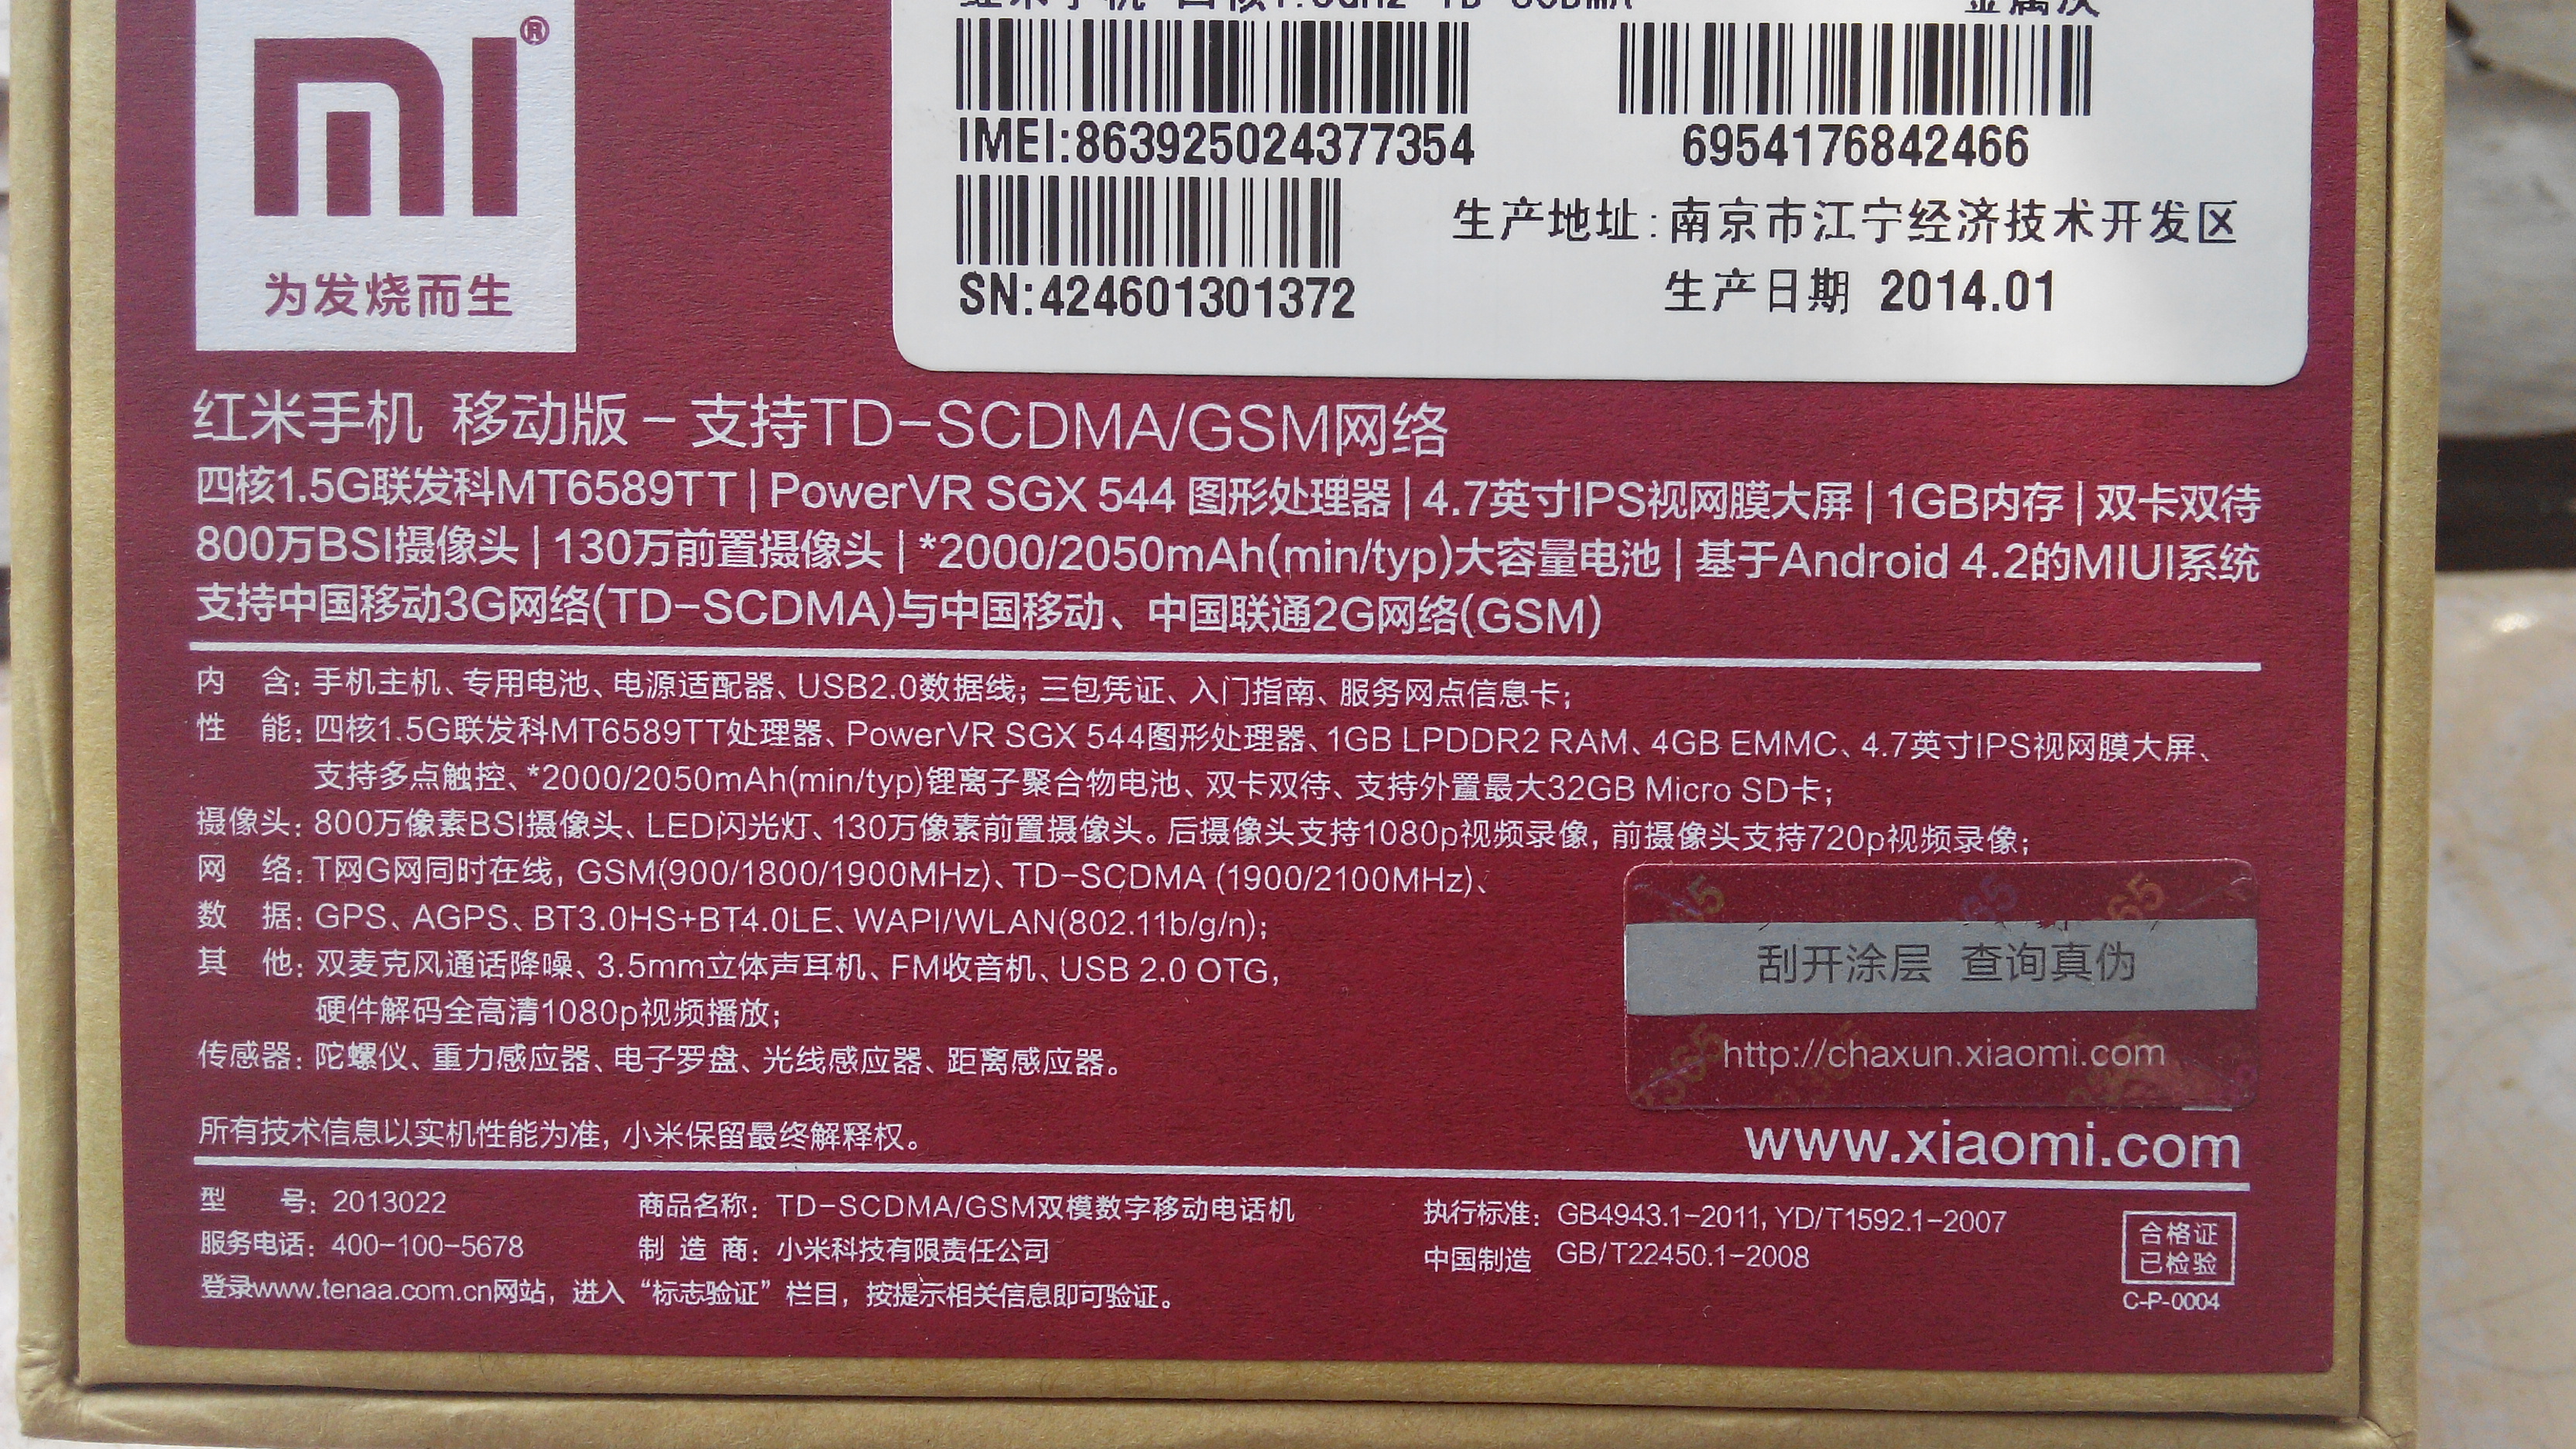 红米手机 四核1.5GHz TD-SCDMA 金属灰
mi®
IMEI:863925024377354
6954176842466
生产地址:南京市江宁经济技术开发区
为发烧而生
SN:424601301372
生产日期 2014.01
红米手机 移动版-支持TD-SCDMA/GSM网络
四核1.5G联发科MT6589TT|PowerVR SGX 544 图形处理器|4.7英寸IPS视网膜大屏|1GB内存|双卡双待
800万BSI摄像头|130万前置摄像头|*2000/2050mAh(min/typ)大容量电池|基于Android 4.2的MIUI系统
支持中国移动3G网络(TD-SCDMA)与中国移动、中国联通2G网络(GSM)
内 含: 手机主机、专用电池、电源适配器、USB2.0数据线; 三包凭证、入门指南、服务网点信息卡;
性 能: 四核1.5G联发科MT6589TT处理器、PowerVR SGX 544图形处理器、1GB LPDDR2 RAM、4GB EMMC、4.7英寸IPS视网膜大屏、
支持多点触控、*2000/2050mAh(min/typ)锂离子聚合物电池、双卡双待、支持外置最大32GB Micro SD卡;
摄像头: 800万像素BSI摄像头、LED闪光灯、130万像素前置摄像头。后摄像头支持1080p视频录像, 前摄像头支持720p视频录像;
网 络: T网G网同时在线, GSM(900/1800/1900MHz)、TD-SCDMA (1900/2100MHz)、
数 据: GPS、AGPS、BT3.0HS+BT4.0LE、WAPI/WLAN(802.11b/g/n);
其 他: 双麦克风通话降噪、3.5mm立体声耳机、FM收音机、USB 2.0 OTG,
硬件解码全高清1080p视频播放;
传感器: 陀螺仪、重力感应器、电子罗盘、光线感应器、距离感应器。
刮开涂层 查询真伪
http://chaxun.xiaomi.com
所有技术信息以实机性能为准, 小米保留最终解释权。
www.xiaomi.com
型 号: 2013022 商品名称: TD-SCDMA/GSM双模数字移动电话机 执行标准: GB4943.1-2011, YD/T1592.1-2007
服务电话: 400-100-5678 制 造 商: 小米科技有限责任公司 中国制造 GB/T22450.1-2008
登录www.tenaa.com.cn网站, 进入“标志验证”栏目, 按提示相关信息即可验证。
合格证
已检验
C-P-0004